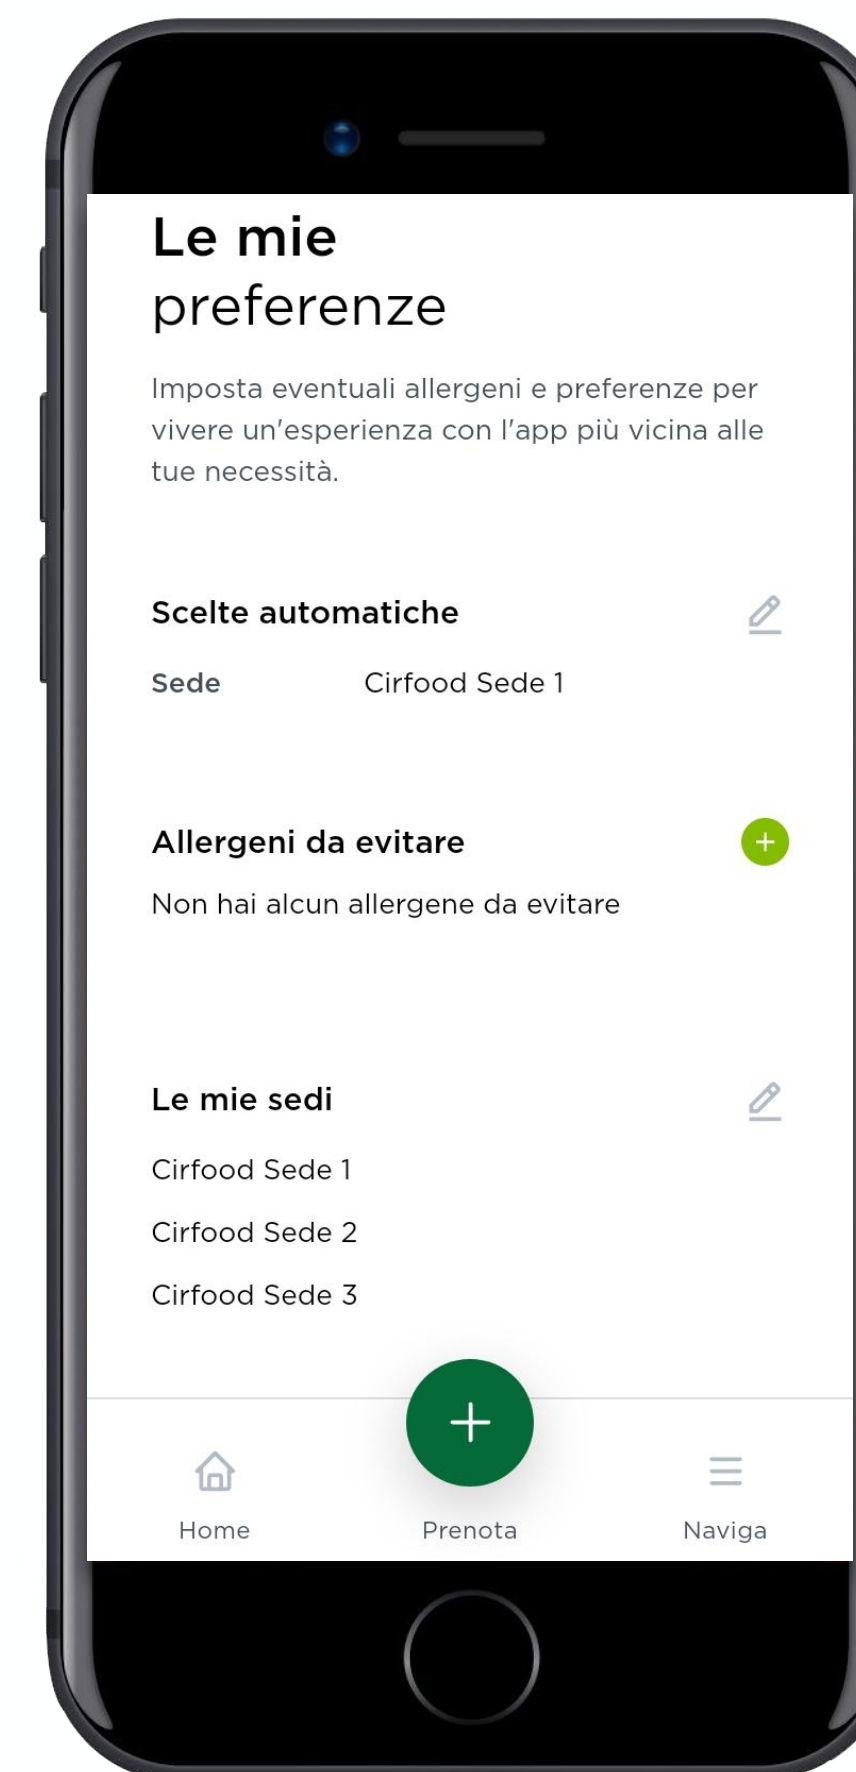 Le mie
preferenze
Imposta eventuali allergeni e preferenze per
vivere un'esperienza con l'app più vicina alle
tue necessità.
Scelte automatiche
Sede Cirfood Sede 1
Allergeni da evitare
Non hai alcun allergene da evitare
Le mie sedi
Cirfood Sede 1
Cirfood Sede 2
Cirfood Sede 3
Home Prenota Naviga